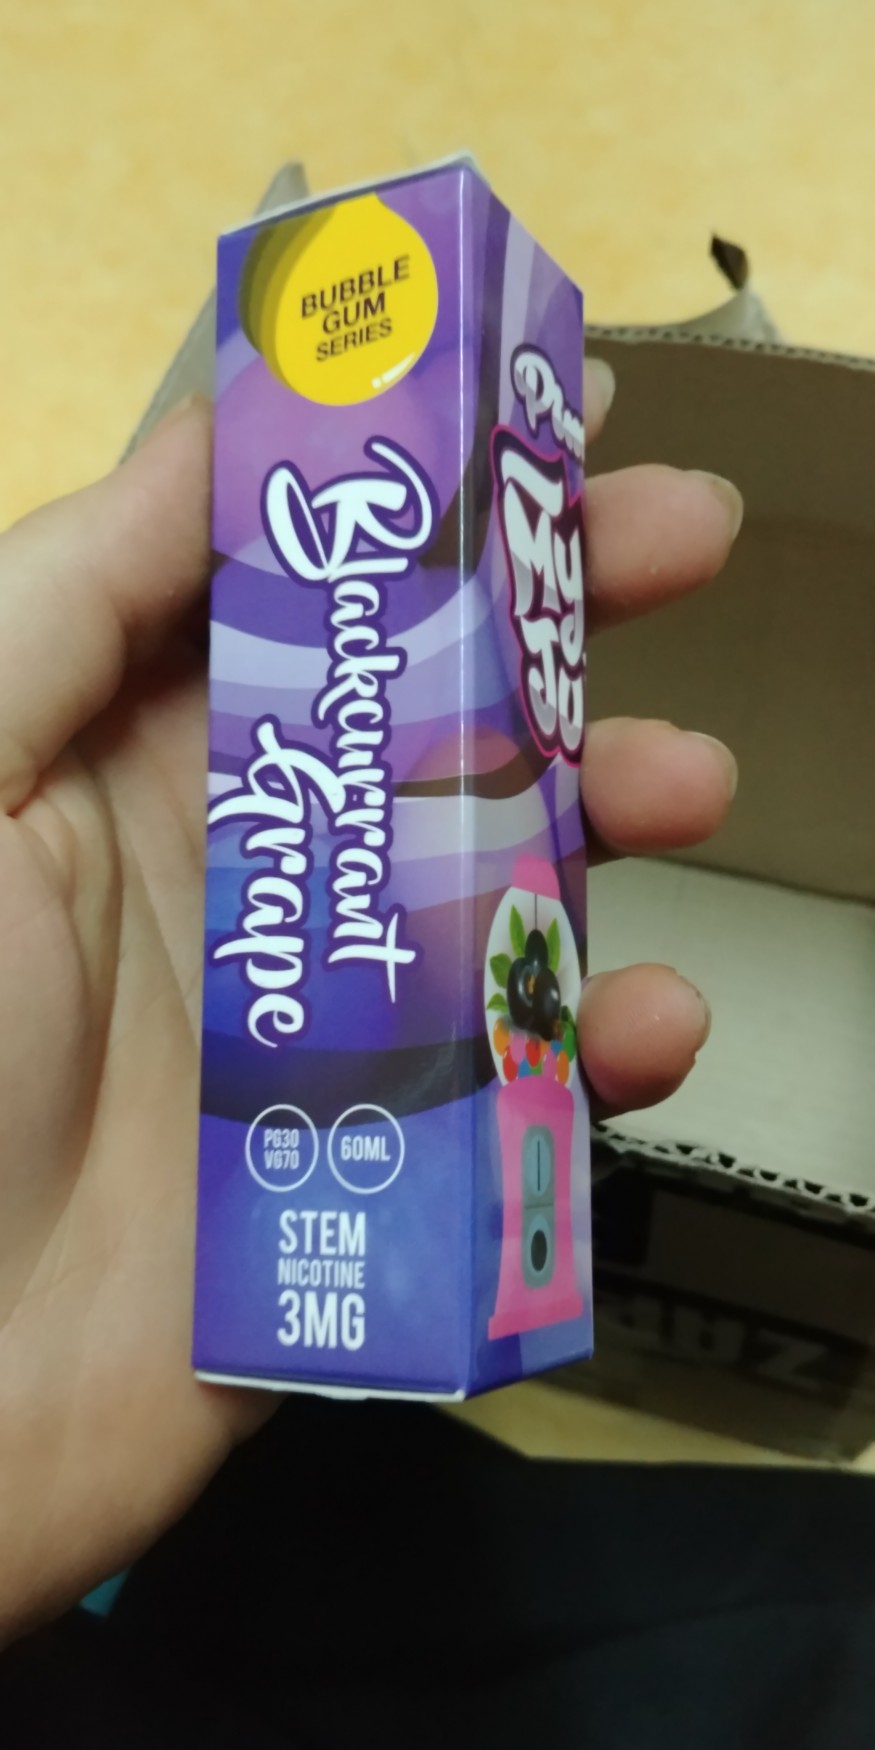 BUBBLE
GUM
SERIES
Blackcurrant
Grape
PG30
VG70
60ML
STEM
NICOTINE
3MG